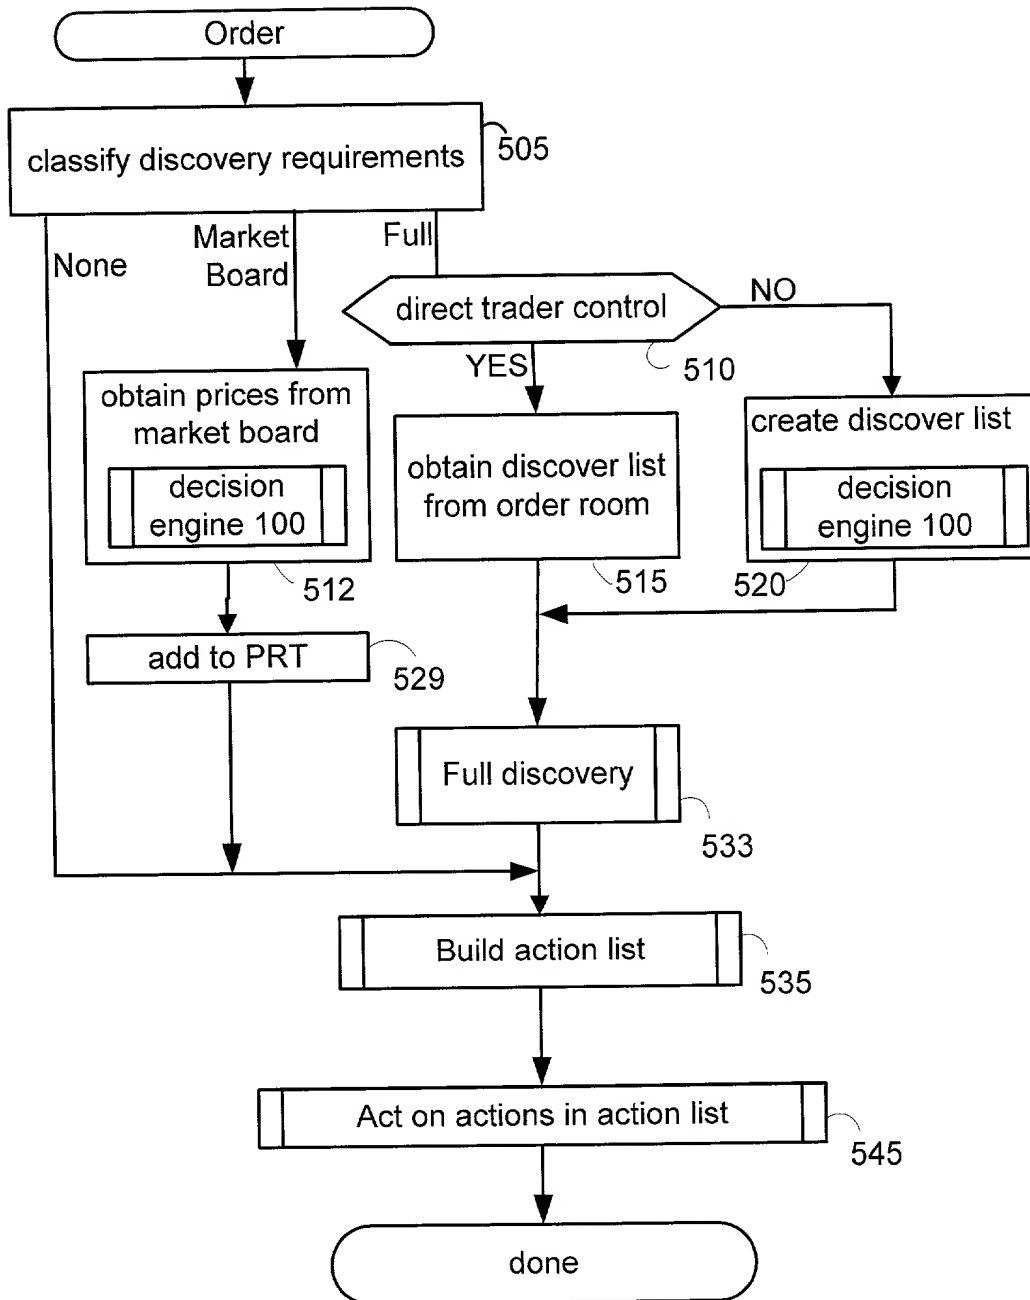 Order
classify discovery requirements
505
None
Market
Board
Full
direct trader control
NO
YES
510
obtain prices from
market board
decision
engine 100
512
obtain discover list
from order room
515
create discover list
decision
engine 100
520
add to PRT
529
Full discovery
533
Build action list
535
Act on actions in action list
545
done